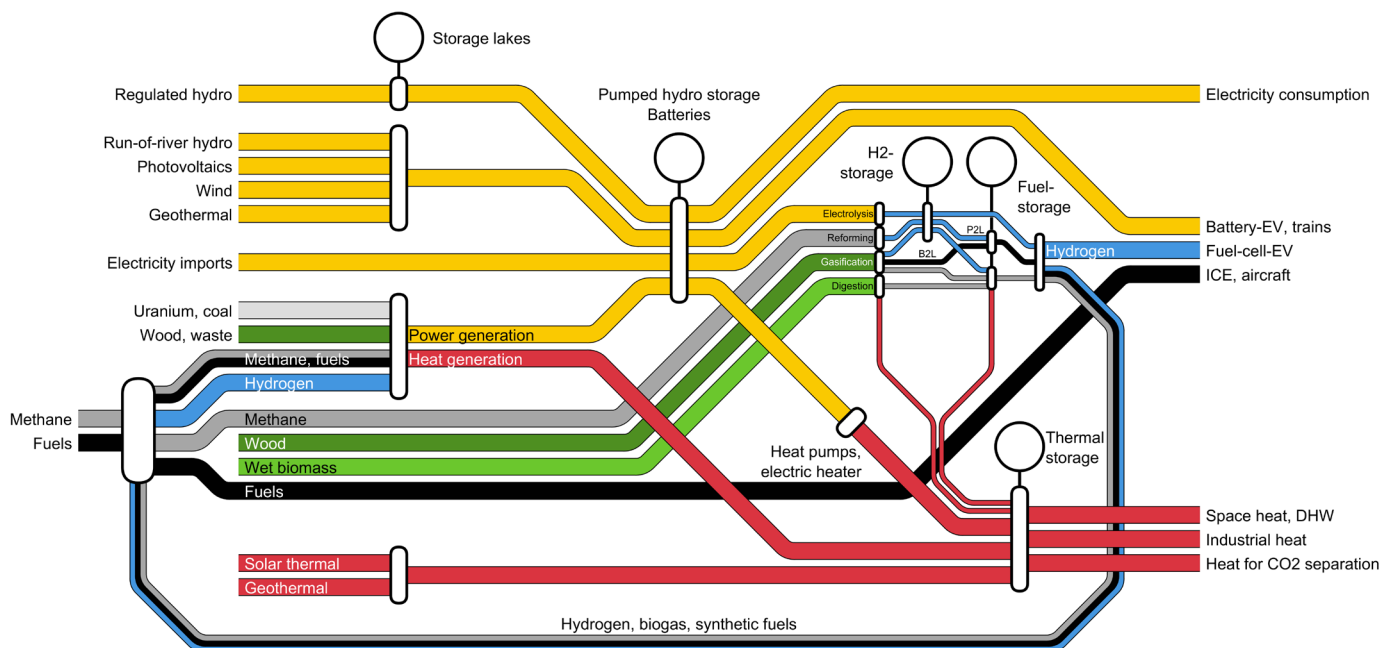 Storage lakes
Regulated hydro
Pumped hydro storage
Batteries
Electricity consumption
Run-of-river hydro
Photovoltaics
Wind
Geothermal
H2-
storage
Fuel-
storage
Electrolysis
Reforming
Gasification
Digestion
P2L
B2L
Hydrogen
Battery-EV, trains
Fuel-cell-EV
ICE, aircraft
Electricity imports
Uranium, coal
Wood, waste
Power generation
Methane, fuels
Heat generation
Hydrogen
Methane
Fuels
Methane
Wood
Wet biomass
Fuels
Heat pumps,
electric heater
Thermal
storage
Space heat, DHW
Industrial heat
Heat for CO2 separation
Solar thermal
Geothermal
Hydrogen, biogas, synthetic fuels